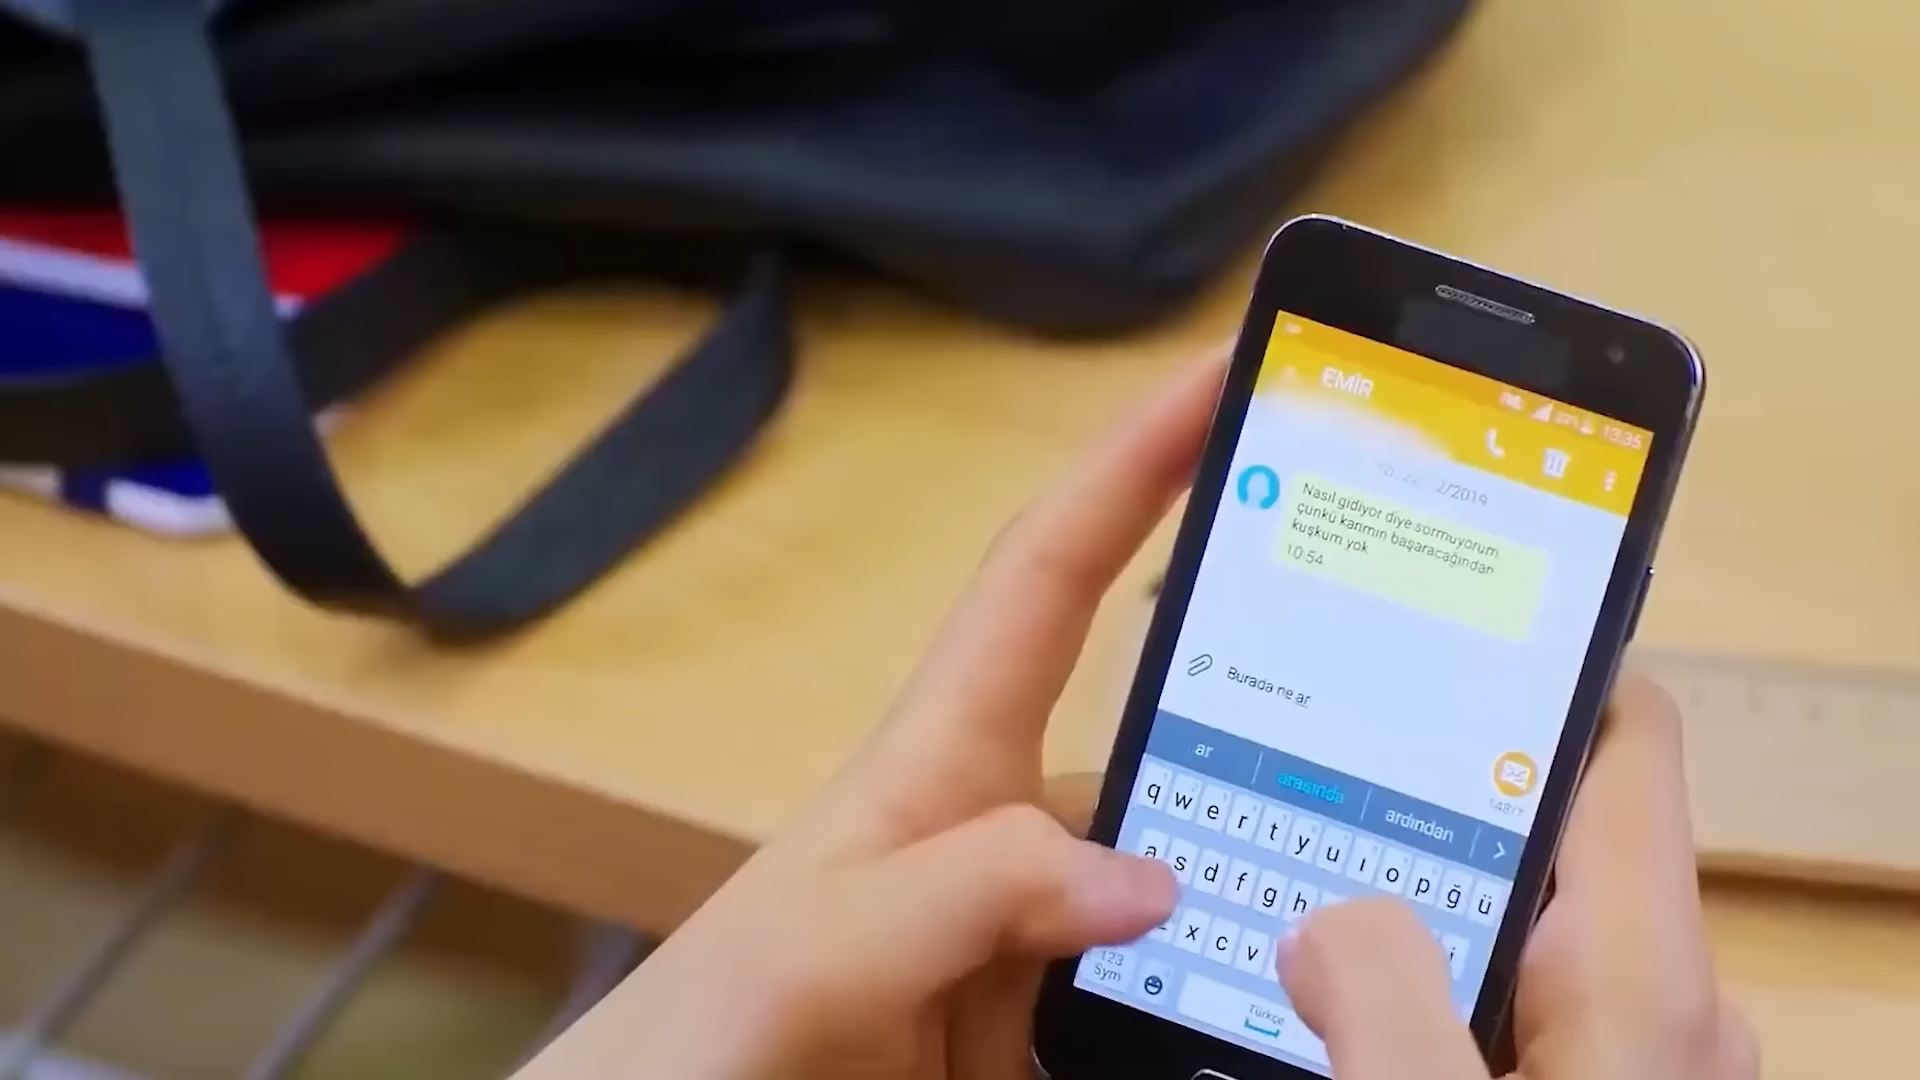 EMİR
13:35
2/2019
Nasıl gidiyor diye sormuyorum,
çünkü karımın başaracağından
kuşkum yok.
10:54
Burada ne ar
ar arasında ardından >
q w e r t y u ı o p ğ ü
a s d f g h
x c v
123
Sym
Türkçe